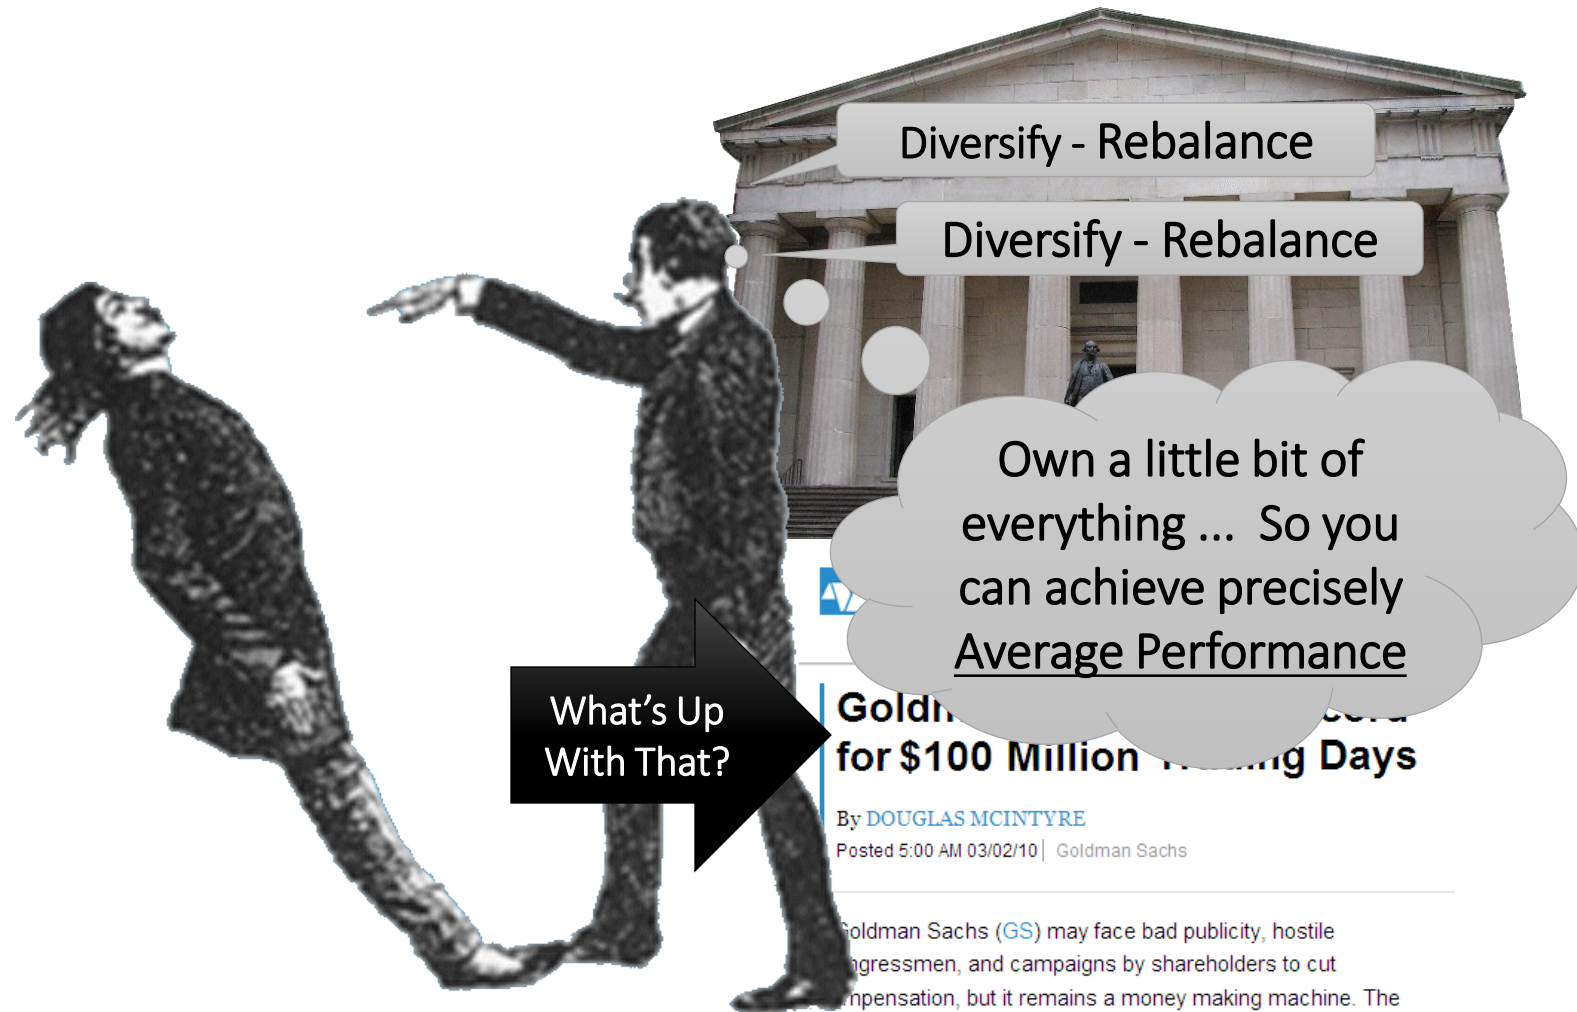 Diversify - Rebalance
Diversify - Rebalance
Own a little bit of
everything ... So you
can achieve precisely
Average Performance
What's Up
With That?
for $100 Million Days
By DOUGLAS MCINTYRE
Posted 5:00 AM 03/02/10 | Goldman Sachs
Goldman Sachs (GS) may face bad publicity, hostile
and campaigns by shareholders to cut
but it remains a money making machine. The